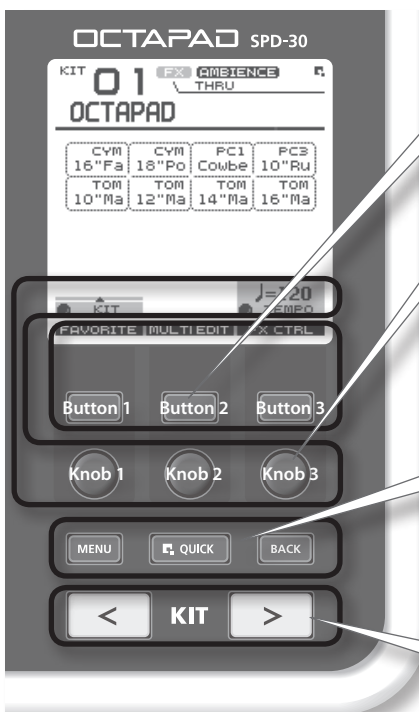 OCTAPAD SPD-30
KIT 01 FX AMBIENCE
THRU
OCTAPAD
CYM CYM PC1 PC3
16"Fa 18"Po Cowbe 10"Ru
TOM TOM TOM TOM
10"Ma 12"Ma 14"Ma 16"Ma
♩=120
KIT TEMPO
FAVORITE MULTI EDIT FX CTRL
Button 1 Button 2 Button 3
Knob 1 Knob 2 Knob 3
MENU QUICK BACK
< KIT >